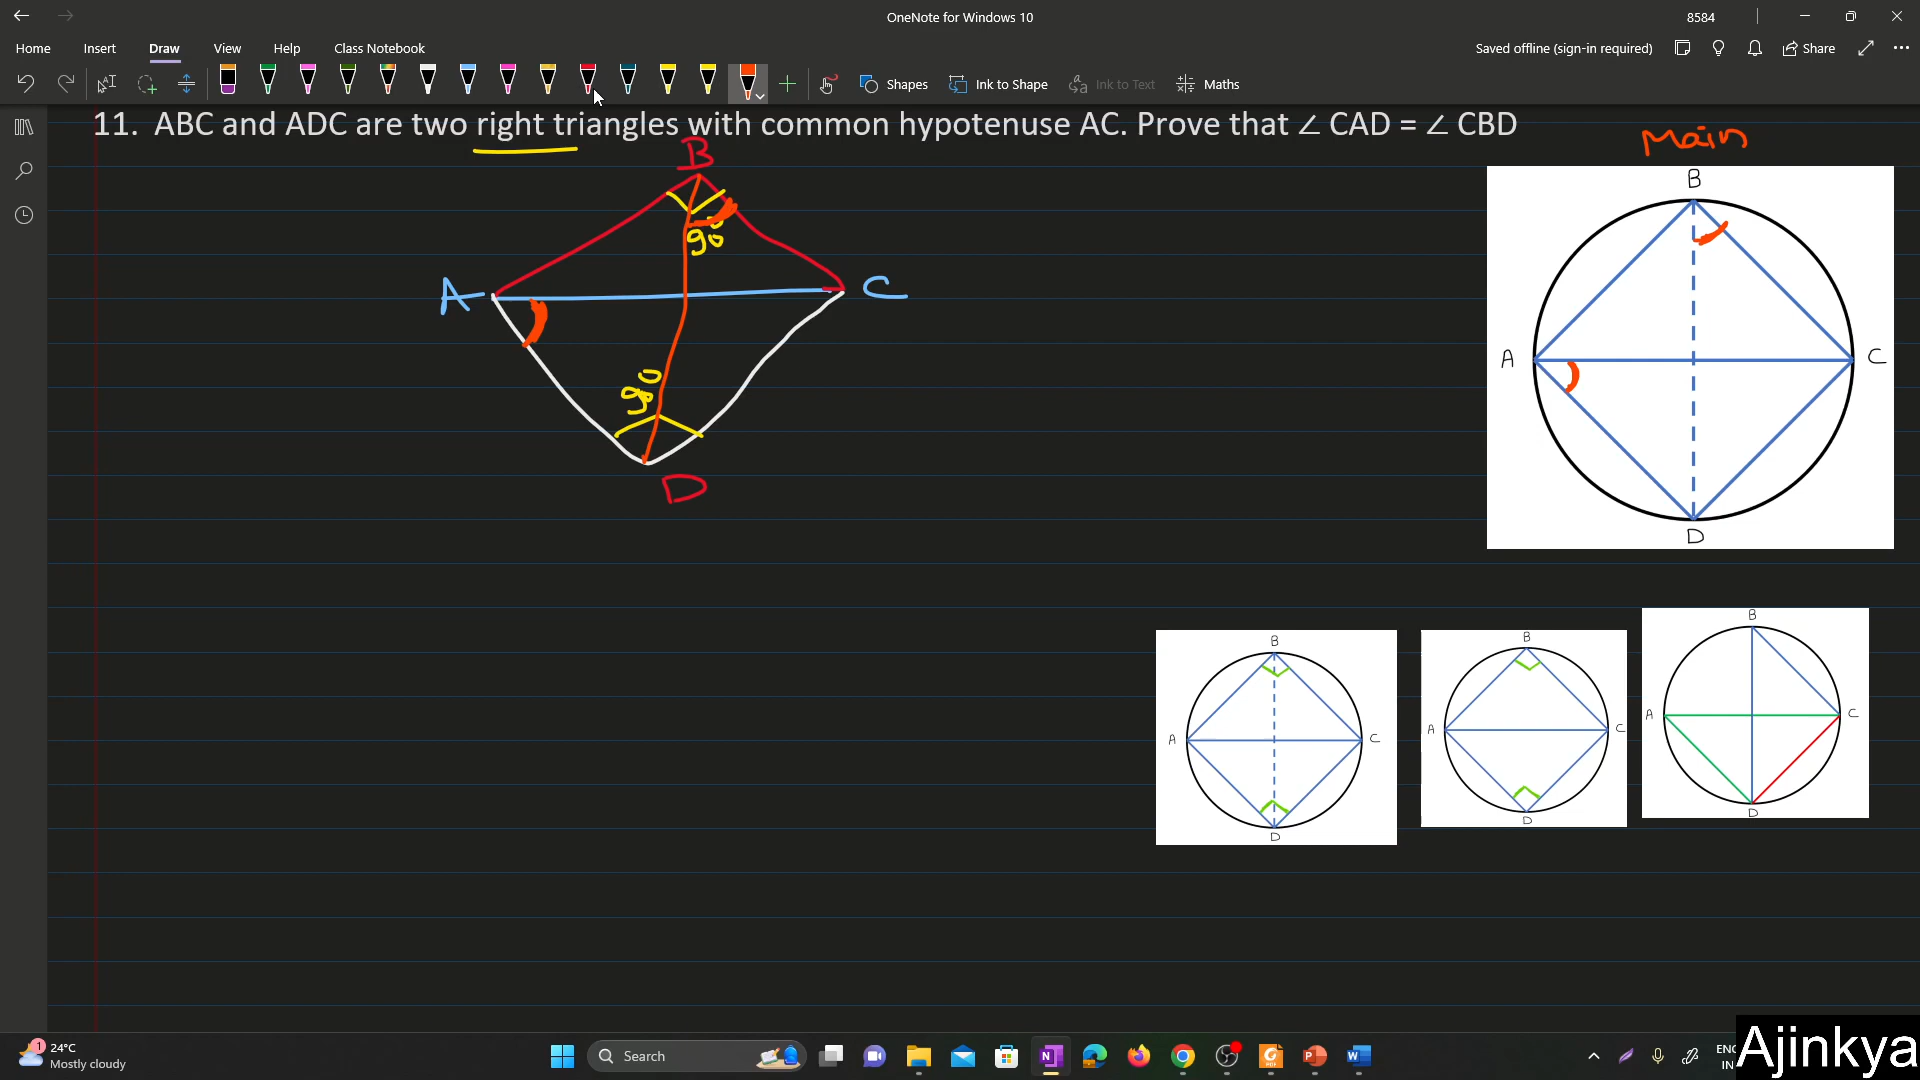 OneNote for Windows 10
8584
Home Insert Draw View Help Class Notebook
Saved offline (sign-in required)
Share
Shapes Ink to Shape Ink to Text Maths
11. ABC and ADC are two right triangles with common hypotenuse AC. Prove that ∠ CAD = ∠ CBD
Main
B
90
A
C
90
D
B
A
C
D
B
A
C
D
B
A
C
D
B
A
C
D
1
24°C
Mostly cloudy
Search
ENG
IN
Ajinkya